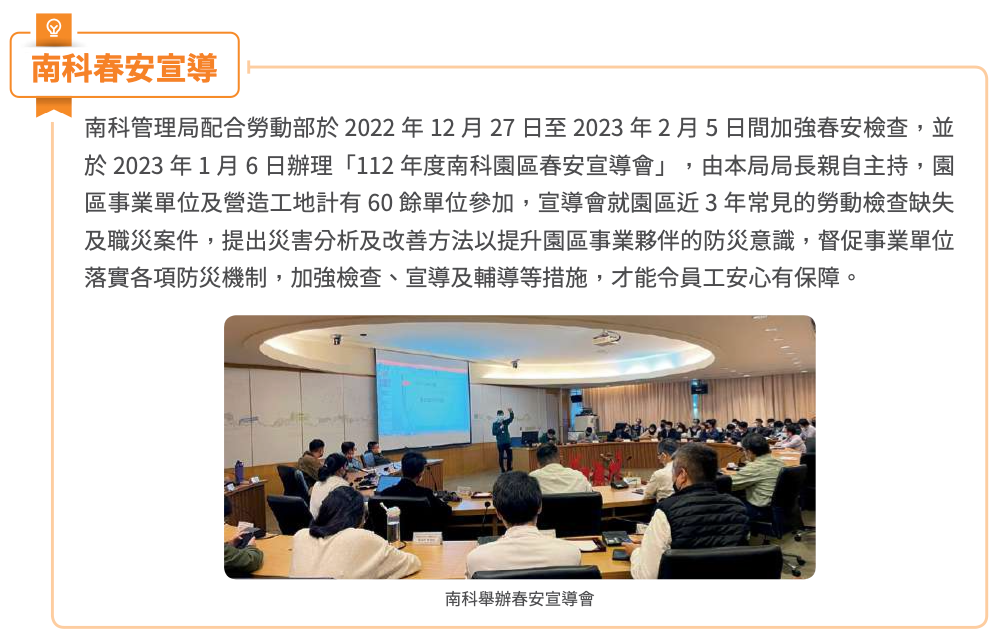 南科春安宣導
南科管理局配合勞動部於 2022 年 12 月 27 日至 2023 年 2 月 5 日間加強春安檢查，並
於 2023 年 1 月 6 日辦理「112 年度南科園區春安宣導會」，由本局局長親自主持，園
區事業單位及營造工地計有 60 餘單位參加，宣導會就園區近 3 年常見的勞動檢查缺失
及職災案件，提出災害分析及改善方法以提升園區事業夥伴的防災意識，督促事業單位
落實各項防災機制，加強檢查、宣導及輔導等措施，才能令員工安心有保障。
南科舉辦春安宣導會